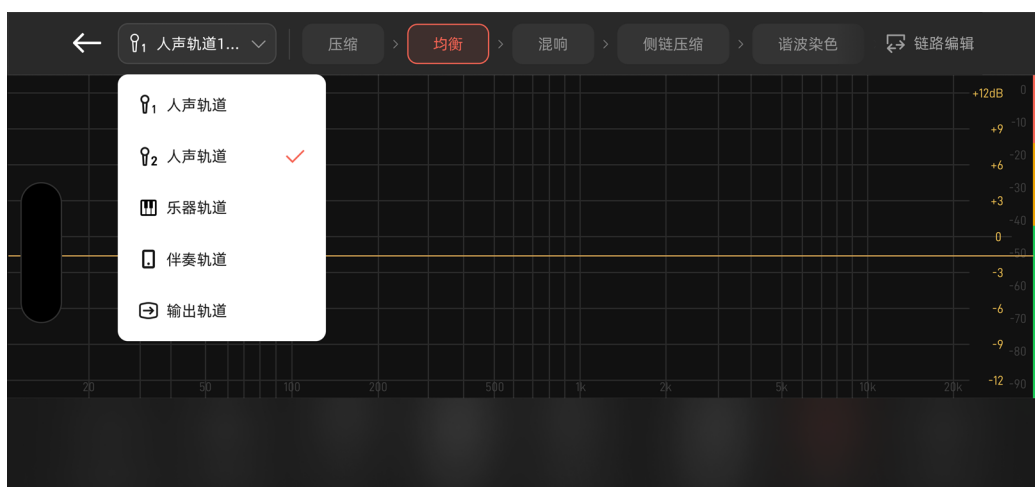 1 人声轨道1...
压缩
均衡
混响
侧链压缩
谐波染色
链路编辑
1 人声轨道
2 人声轨道
乐器轨道
伴奏轨道
输出轨道
+12dB 0
-10
+9
-20
+6
-30
+3
-40
0
-50
-3
-60
-6
-70
-9
-80
-12 -90
20 50 100 200 500 1k 2k 5k 10k 20k